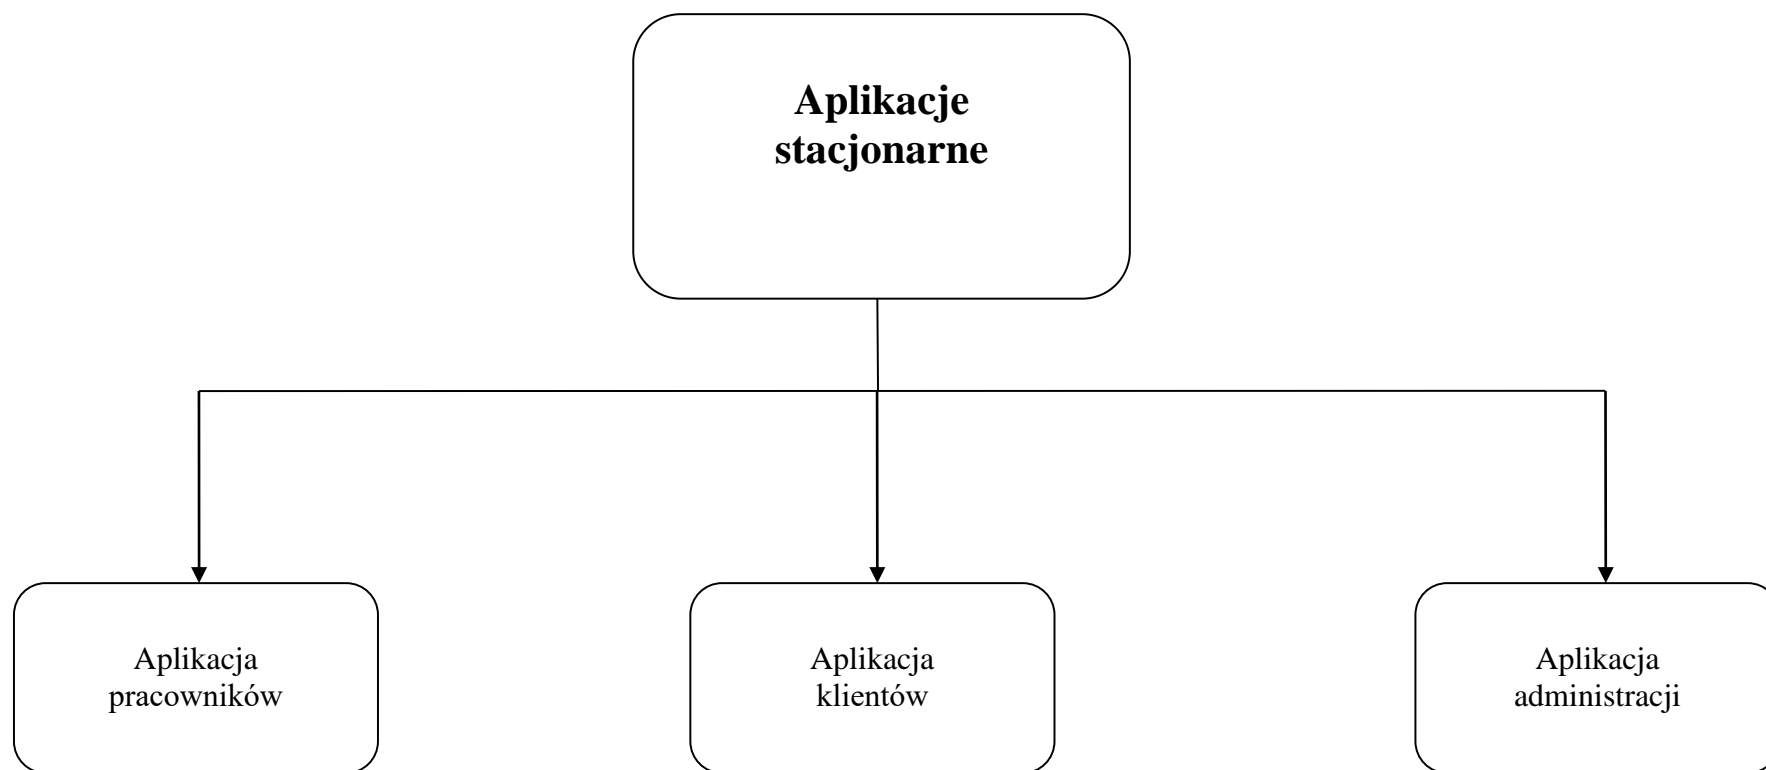 Aplikacje
stacjonarne
Aplikacja
pracowników
Aplikacja
klientów
Aplikacja
administracji